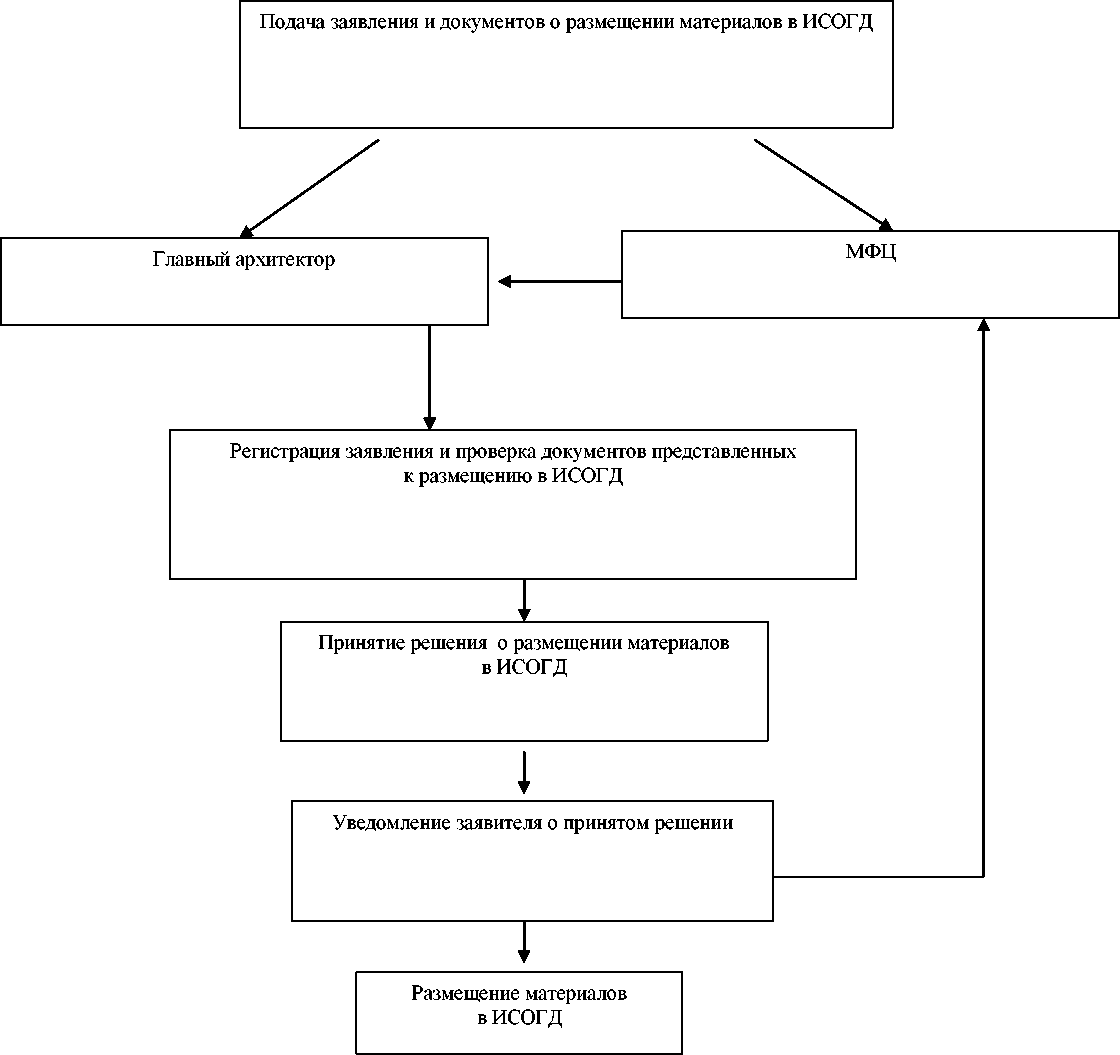 Подача заявления и документов о размещении материалов в ИСОГД
Главный архитектор
МФЦ
Регистрация заявления и проверка документов представленных
к размещению в ИСОГД
Принятие решения о размещении материалов
в ИСОГД
Уведомление заявителя о принятом решении
Размещение материалов
в ИСОГД